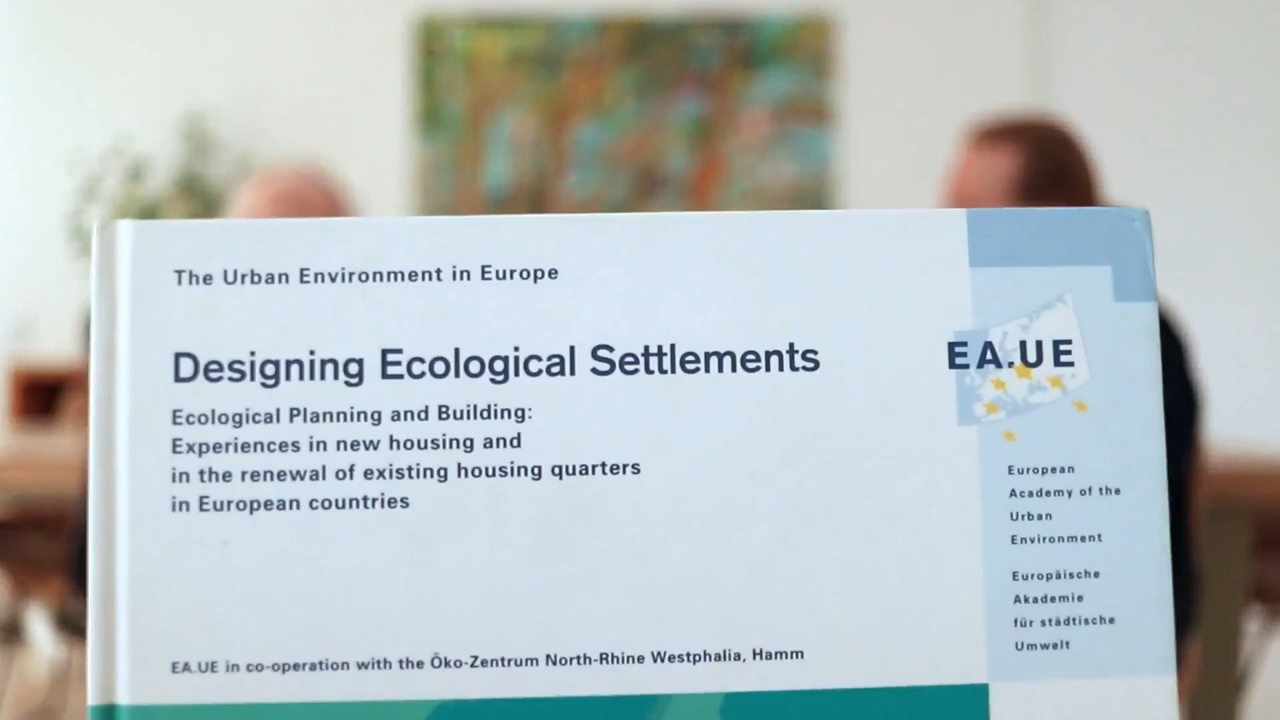 The Urban Environment in Europe
Designing Ecological Settlements
Ecological Planning and Building:
Experiences in new housing and
in the renewal of existing housing quarters
in European countries
EA.UE in co-operation with the Öko-Zentrum North-Rhine Westphalia, Hamm
EA.UE
European
Academy of the
Urban
Environment
Europäische
Akademie
für städtische
Umwelt